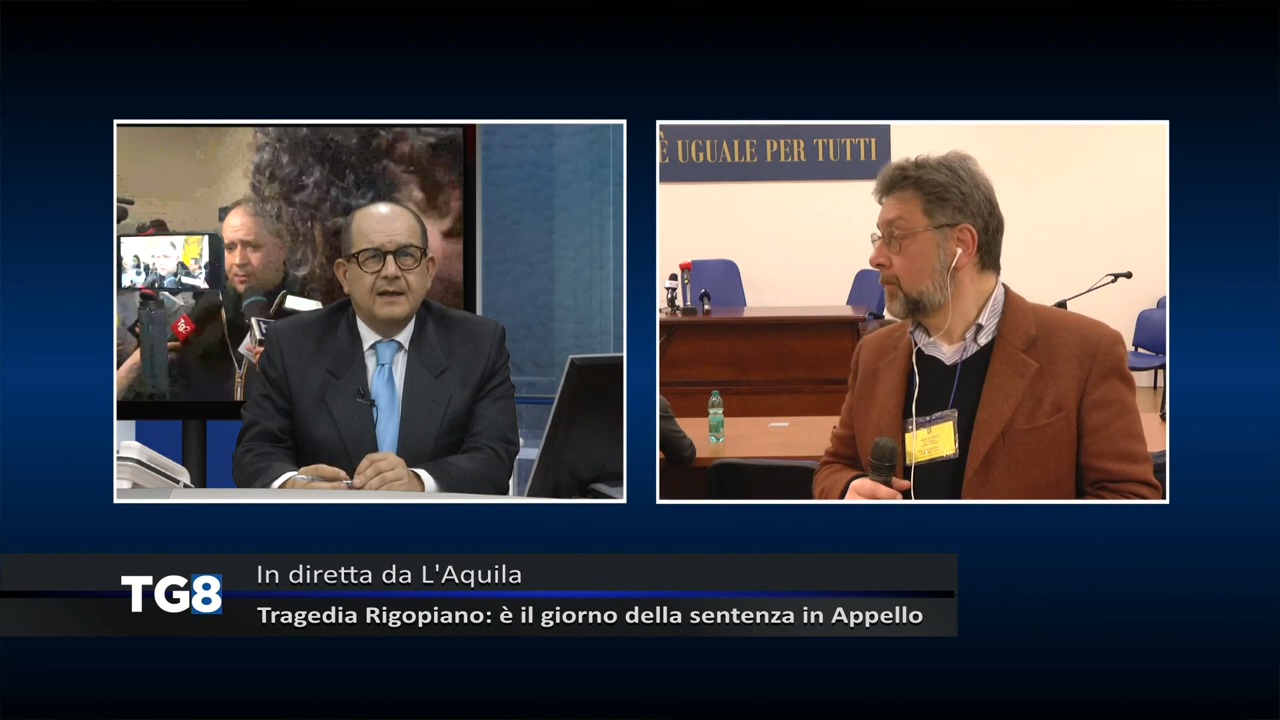 È UGUALE PER TUTTI
TG8
In diretta da L'Aquila
Tragedia Rigopiano: è il giorno della sentenza in Appello